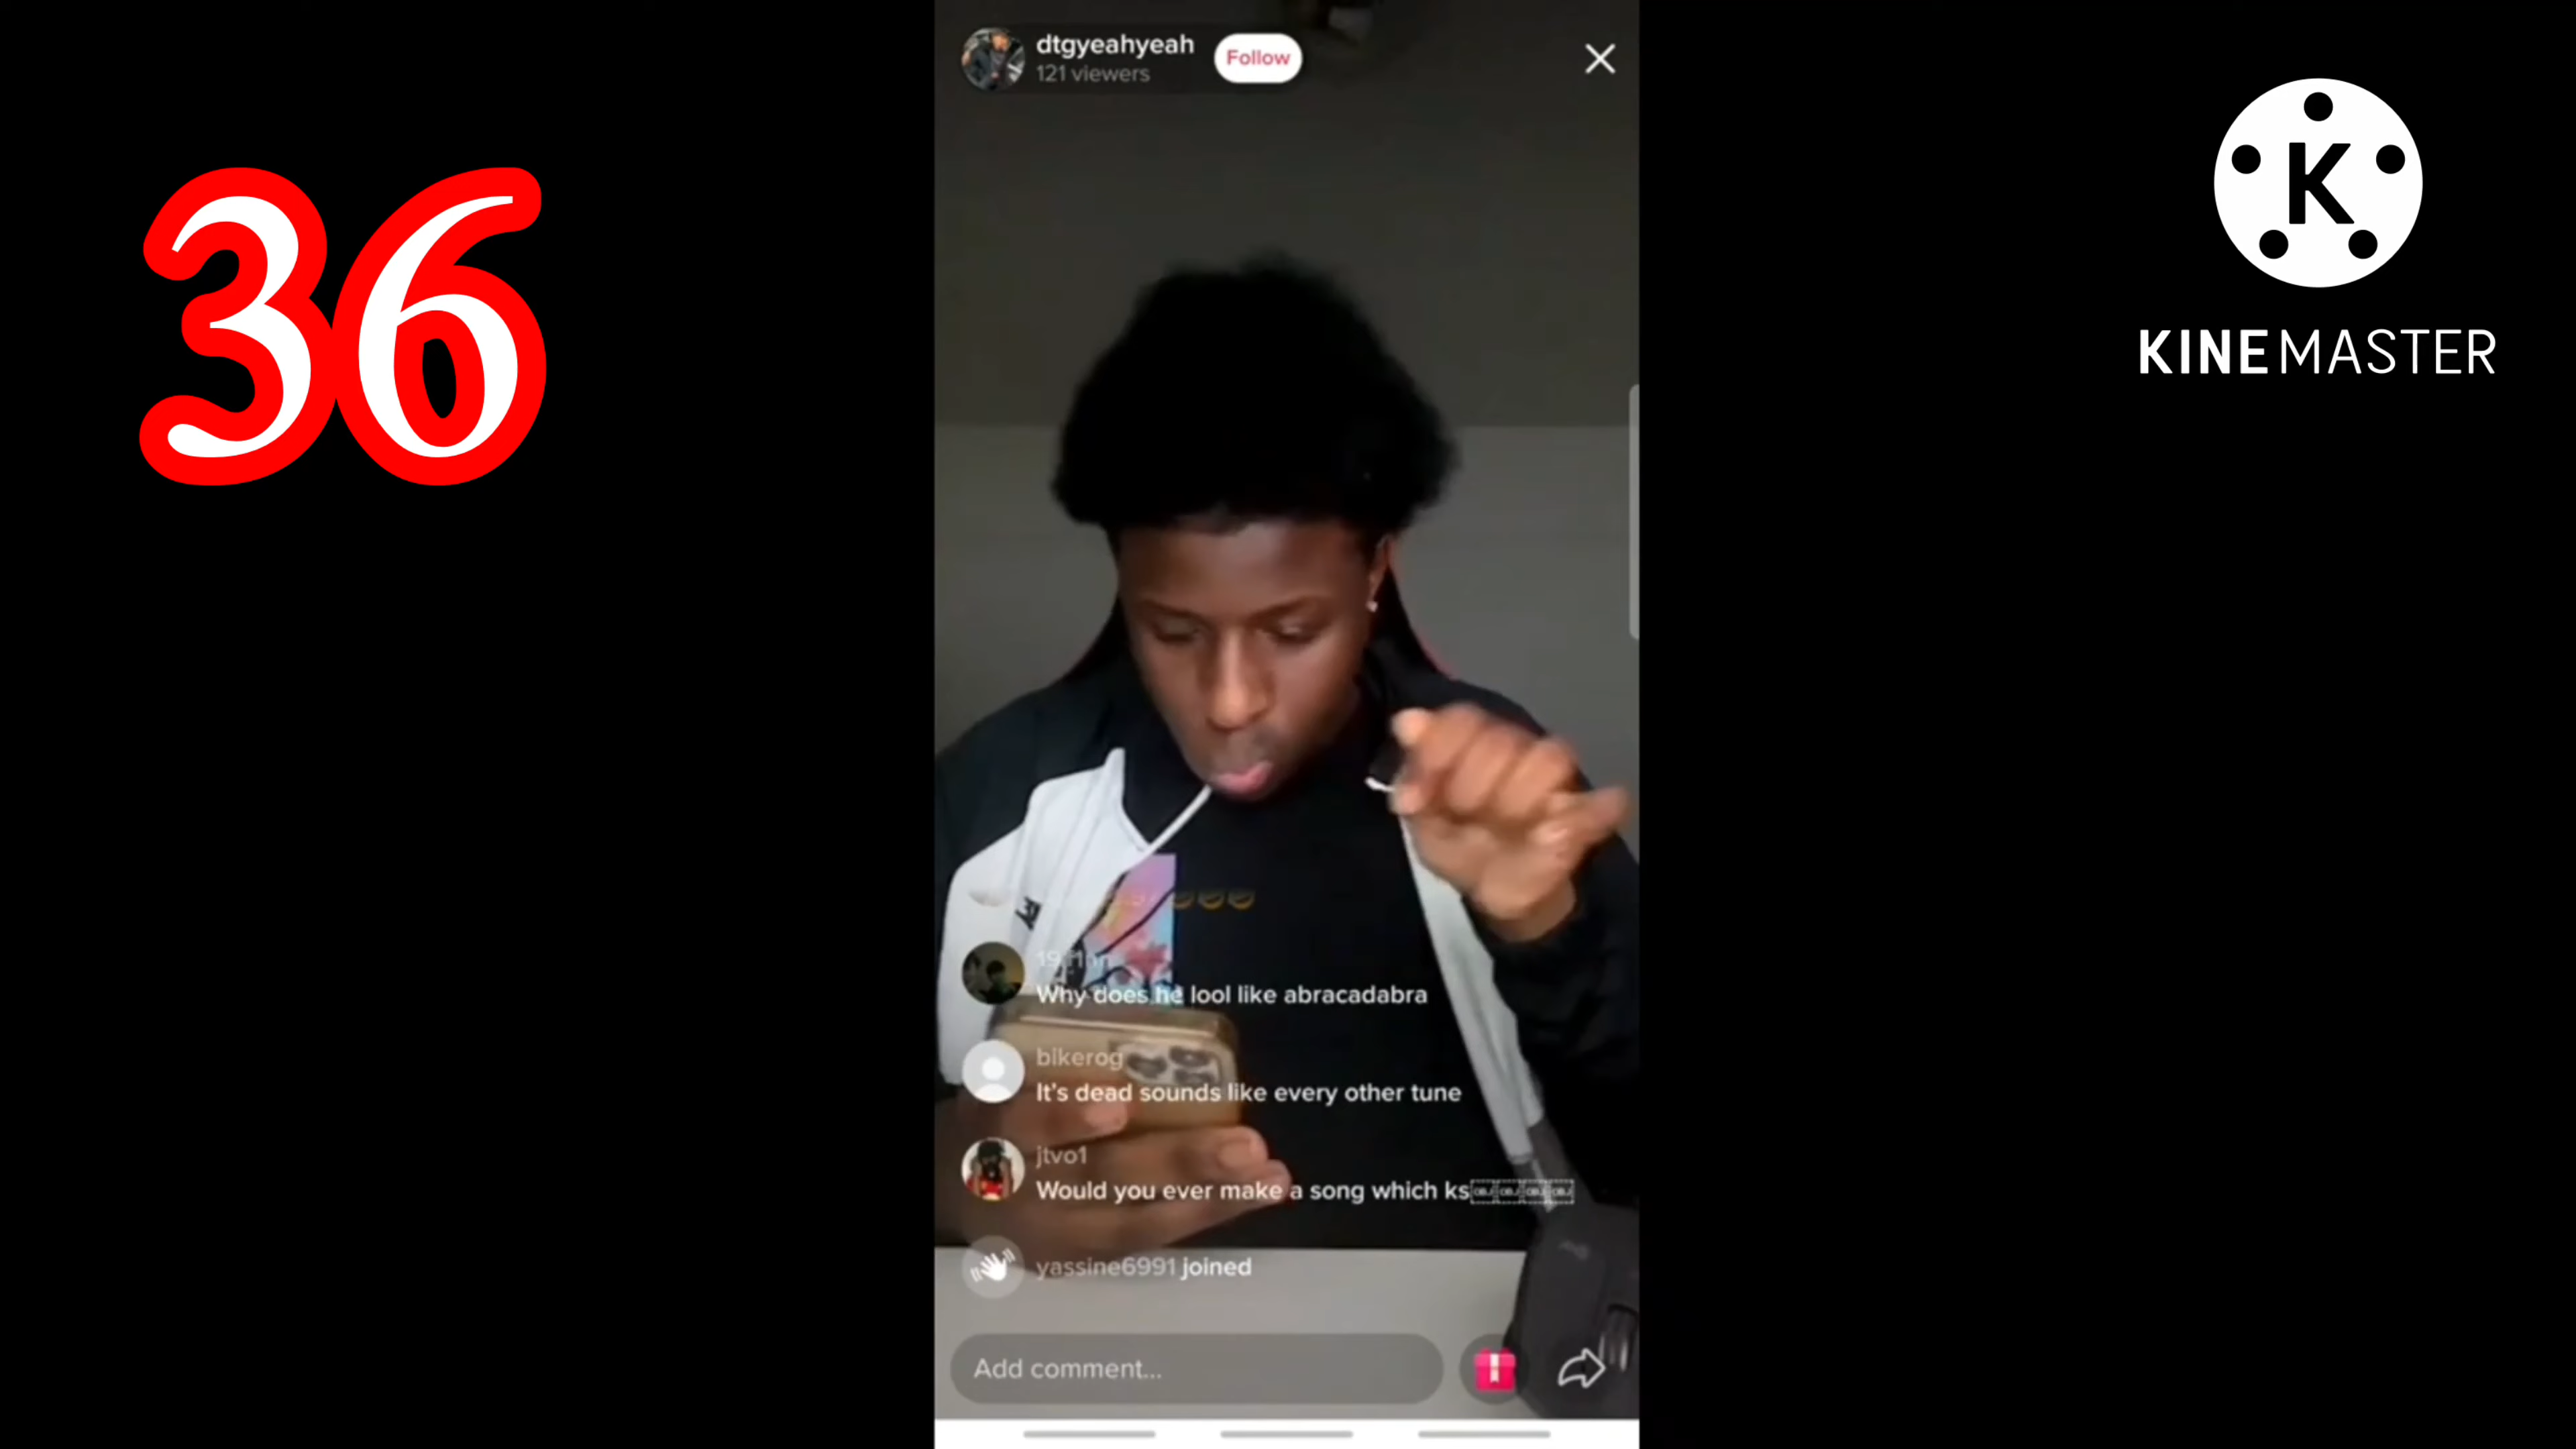 dtgyeahyeah
121 viewers
Follow
36
K
KINEMASTER
Why does he lool like abracadabra
bikerog
It's dead sounds like every other tune
jtvo1
Would you ever make a song which ks
yassine6991 joined
Add comment...